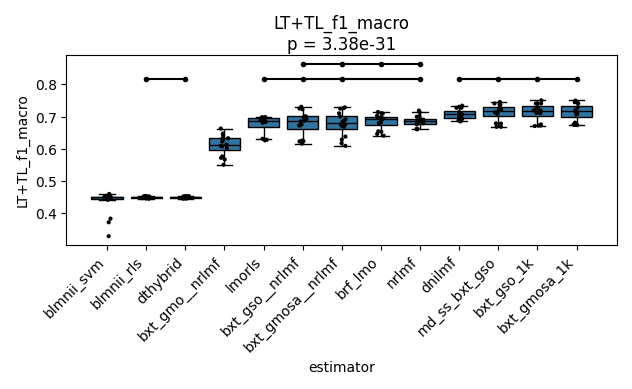 LT+TL_f1_macro
p = 3.38e-31
LT+TL_f1_macro
0.8
0.7
0.6
0.5
0.4
blmnii_svm
blmnii_rls
dthybrid
bxt_gmo__nrlmf
lmorls
bxt_gso__nrlmf
bxt_gmosa__nrlmf
brf_lmo
nrlmf
dnilmf
md_ss_bxt_gso
bxt_gso_1k
bxt_gmosa_1k
estimator